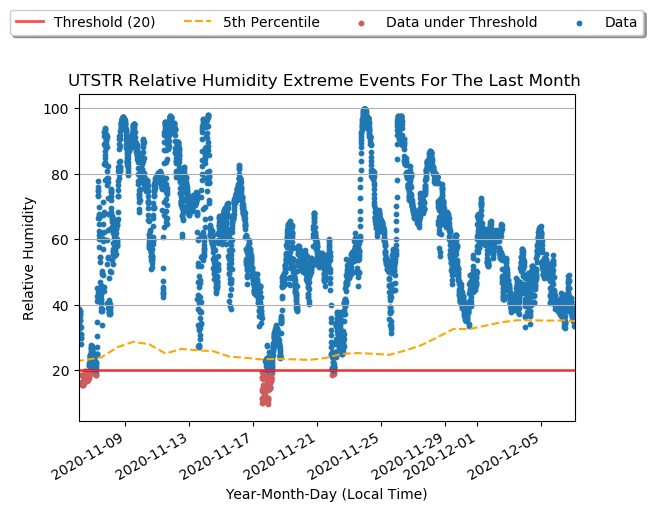 Threshold (20) 5th Percentile Data under Threshold Data
UTSTR Relative Humidity Extreme Events For The Last Month
100
80
60
40
20
Relative Humidity
2020-11-09 2020-11-13 2020-11-17 2020-11-21 2020-11-25 2020-11-29 2020-12-01 2020-12-05
Year-Month-Day (Local Time)